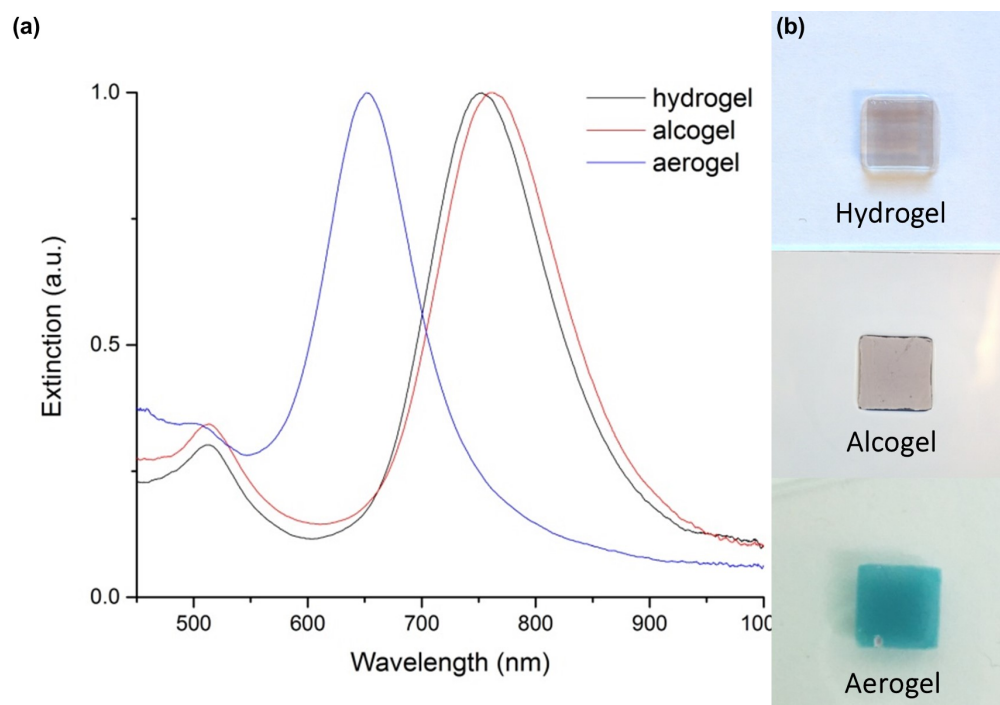 (a)
(b)
1.0
0.5
0.0
Extinction (a.u.)
hydrogel
alcogel
aerogel
500
600
700
800
900
100
Wavelength (nm)
Hydrogel
Alcogel
Aerogel